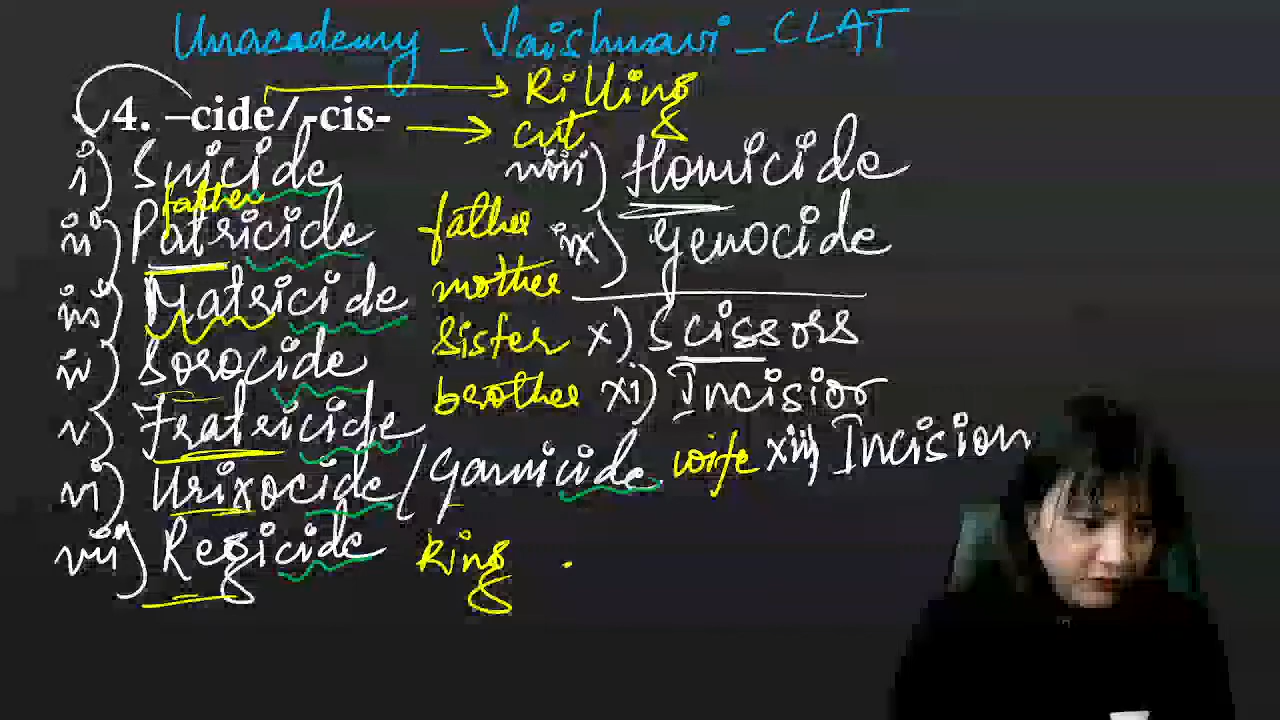 Unacademy - Vaishnavi - CLAT
4. –cide/-cis-
Killing
cut
i) Suicide
father
ii) Patricide father
iii) Matricide mother
iv) Sorocide sister
v) Fratricide brother
vi) Urixocide/Gamicide wife
vii) Regicide King .
viii) Homicide
ix) Genocide
x) Scissors
xi) Incisior
xii) Incision